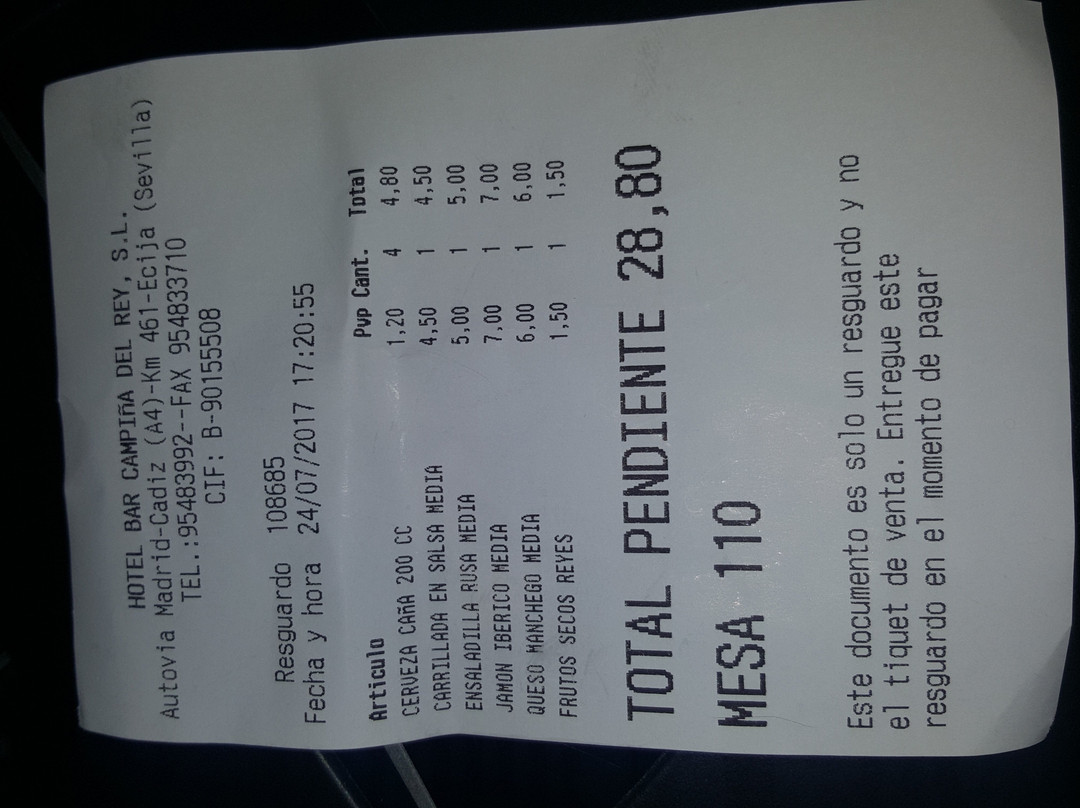 HOTEL BAR CAMPIÑA DEL REY, S.L.
Autovia Madrid-Cadiz (A4)-Km 461-Ecija (Sevilla)
TEL.:95483992--FAX 954833710
CIF: B-90155508
Resguardo 108685
Fecha y hora 24/07/2017 17:20:55
Articulo Pvp Cant. Total
CERVEZA CAÑA 200 CC 1,20 4 4,80
CARRILLADA EN SALSA MEDIA 4,50 1 4,50
ENSALADILLA RUSA MEDIA 5,00 1 5,00
JAMON IBERICO MEDIA 7,00 1 7,00
QUESO MANCHEGO MEDIA 6,00 1 6,00
FRUTOS SECOS REYES 1,50 1 1,50
TOTAL PENDIENTE 28,80
MESA 110
Este documento es solo un resguardo y no
el tiquet de venta. Entregue este
resguardo en el momento de pagar